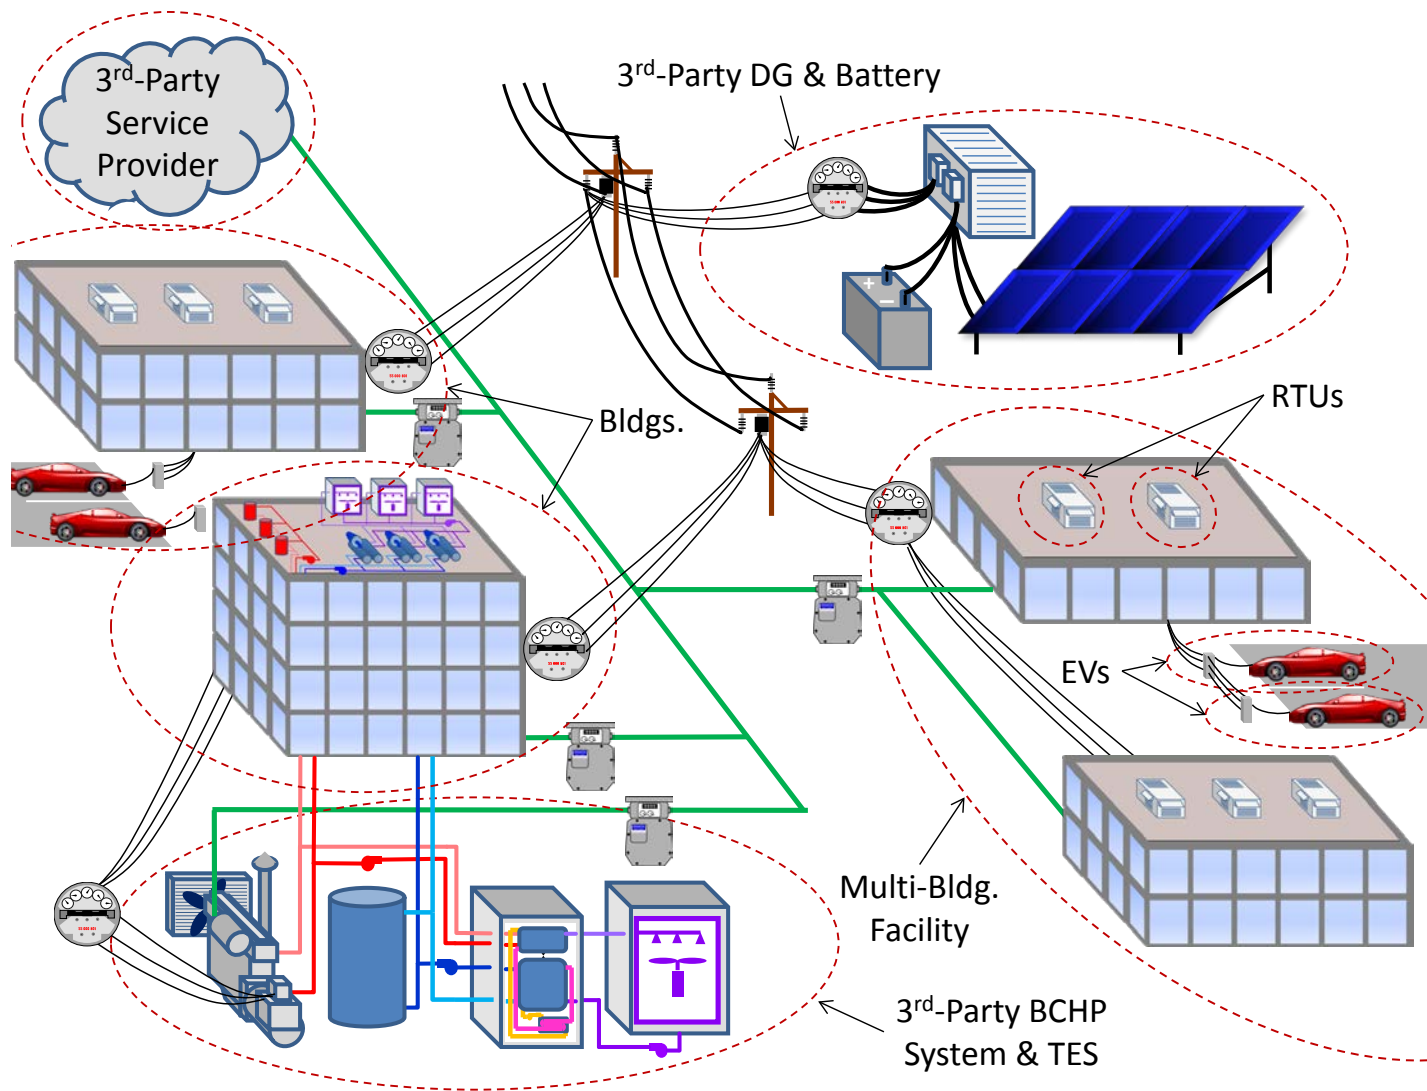 3rd-Party
Service
Provider
3rd-Party DG & Battery
+
−
Bldgs.
RTUs
EVs
Multi-Bldg.
Facility
3rd-Party BCHP
System & TES